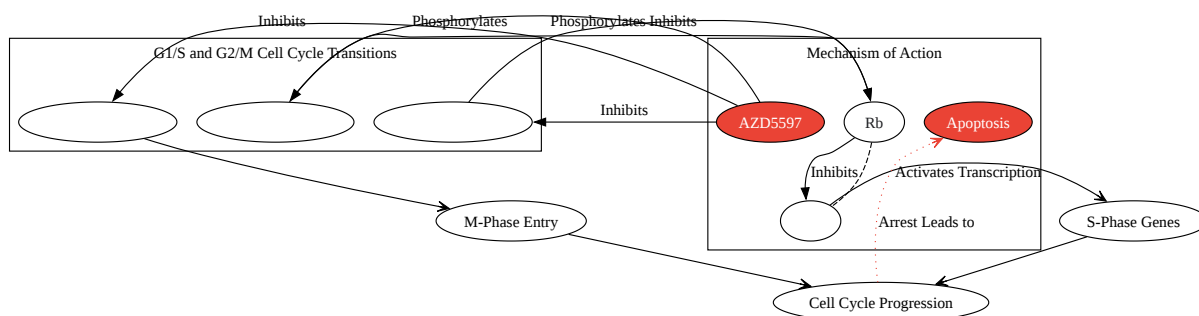 Inhibits
Phosphorylates
Phosphorylates
Inhibits
G1/S and G2/M Cell Cycle Transitions
Mechanism of Action
Inhibits
AZD5597
Rb
Apoptosis
Inhibits
Activates Transcription
M-Phase Entry
Arrest Leads to
S-Phase Genes
Cell Cycle Progression